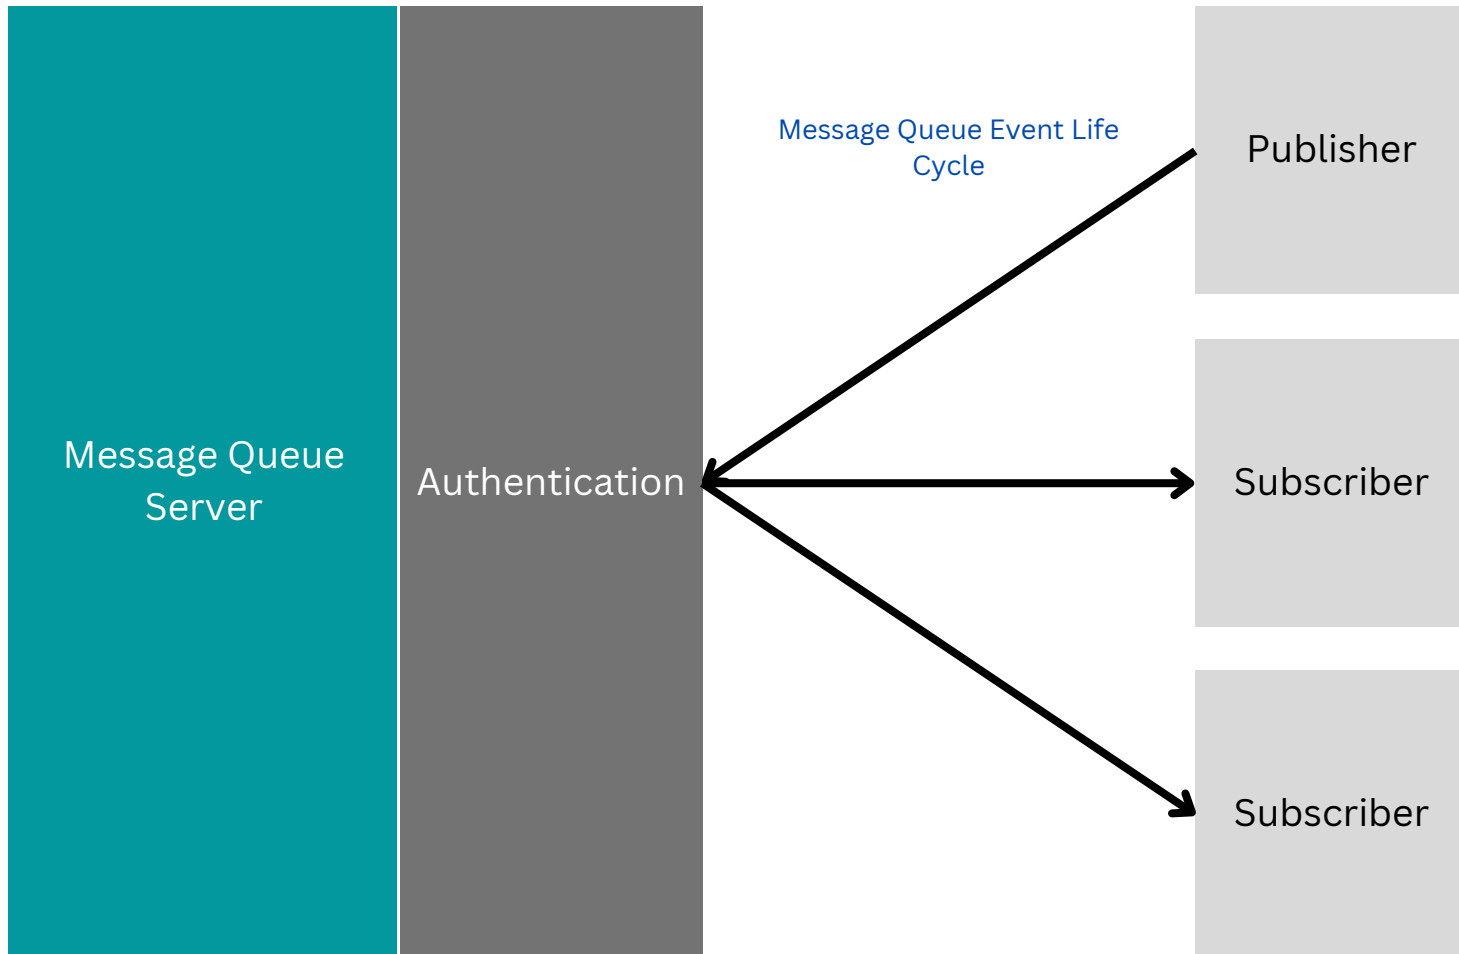 Message Queue Event Life
Cycle
Publisher
Message Queue
Server
Authentication
Subscriber
Subscriber